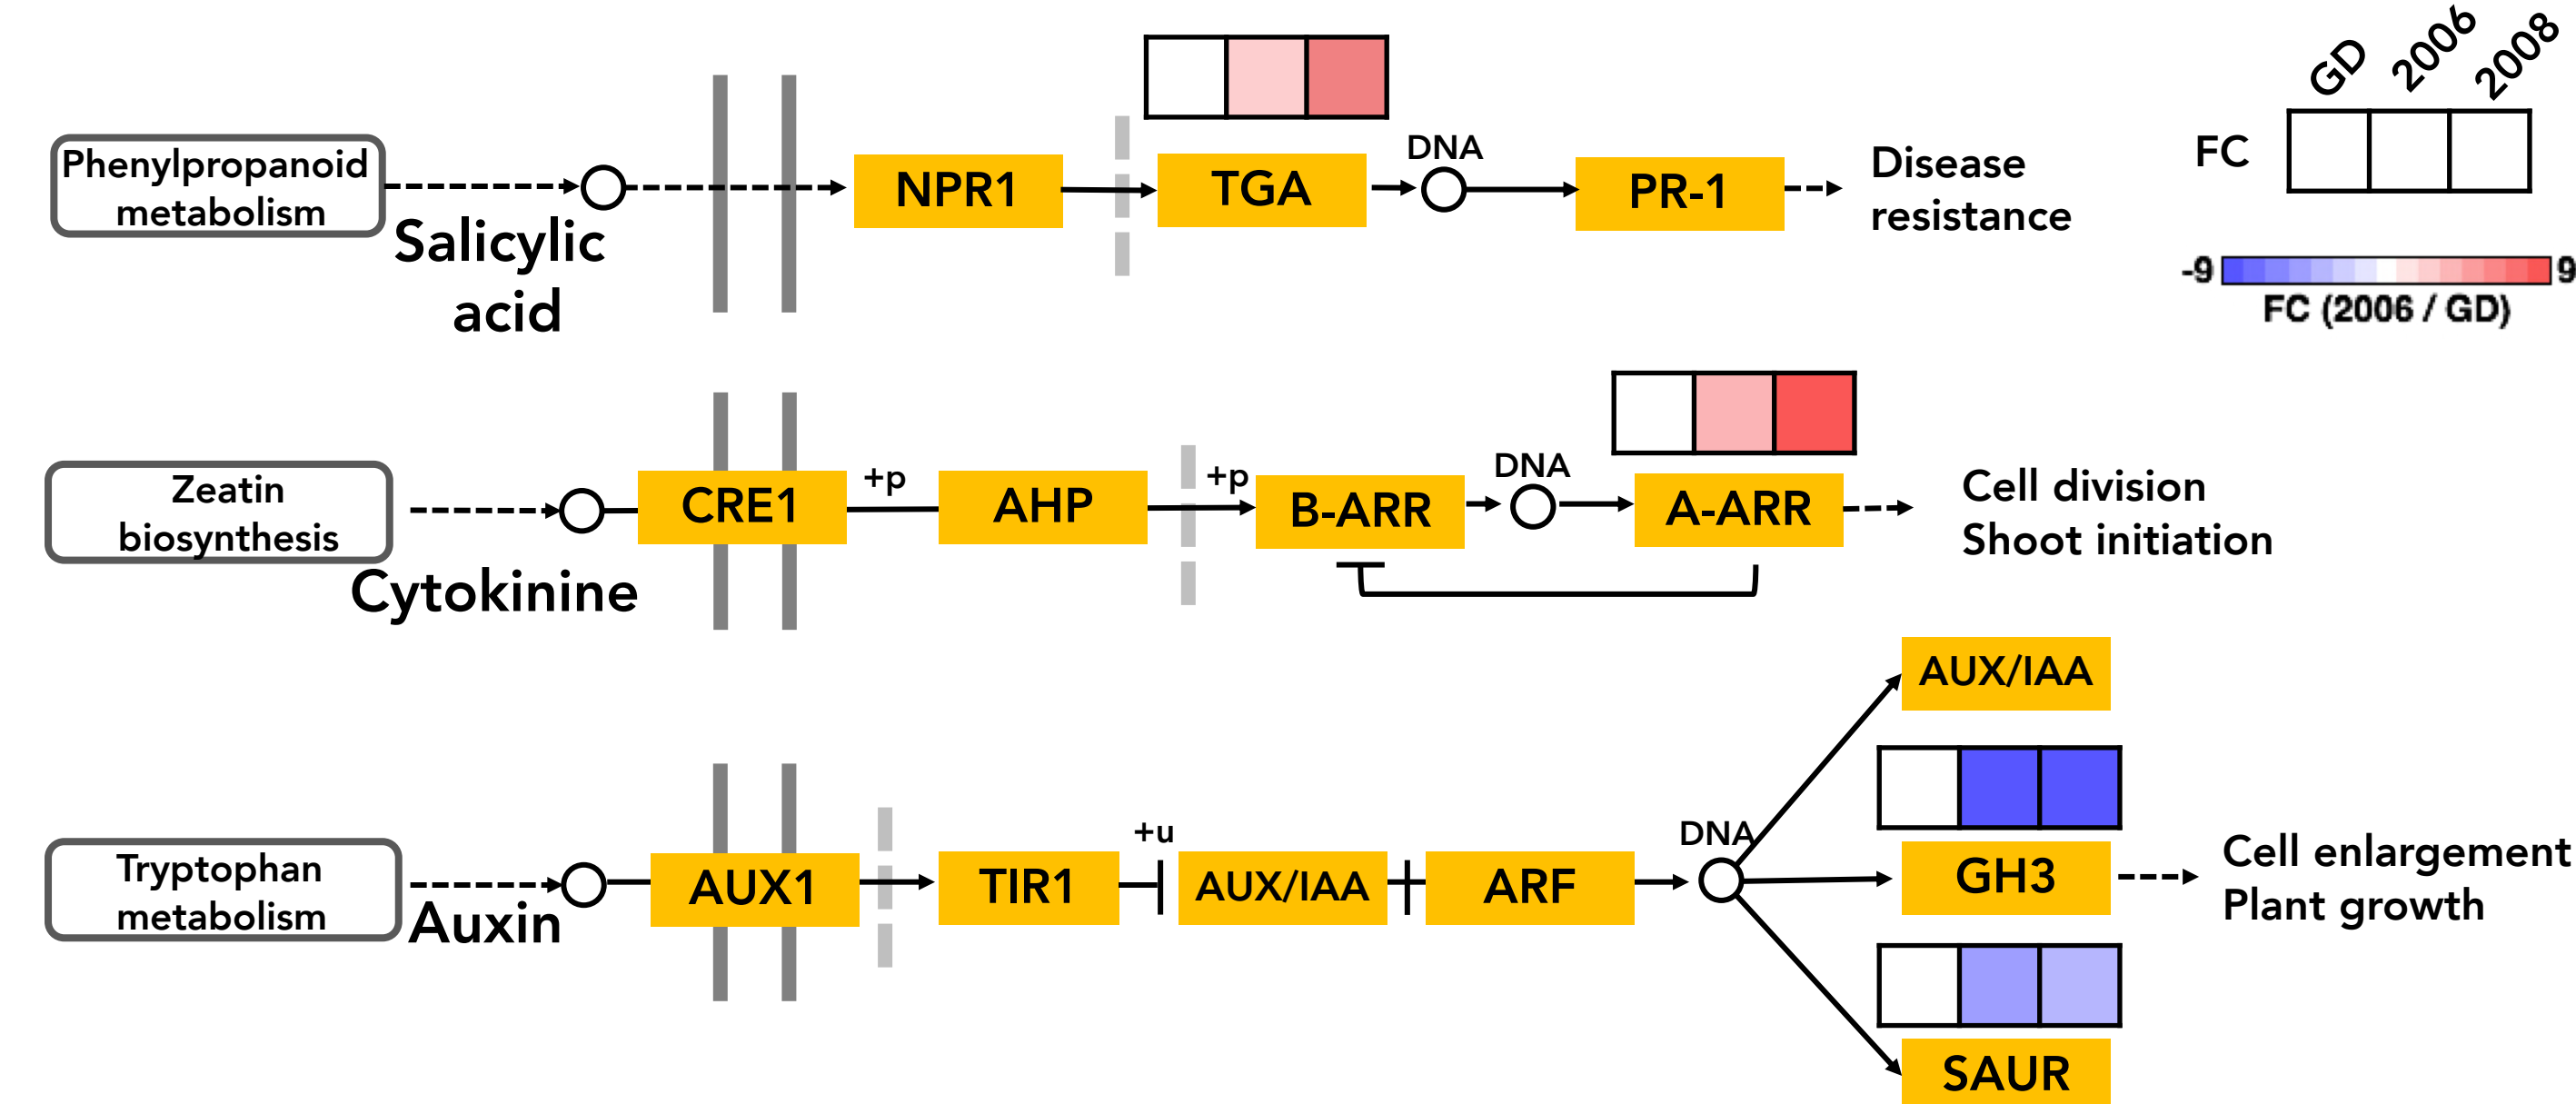 GD
2006
2008
FC
-9
9
FC (2006 / GD)
Phenylpropanoid
metabolism
Salicylic
acid
NPR1
TGA
DNA
PR-1
Disease
resistance
Zeatin
biosynthesis
Cytokinine
CRE1
+p
AHP
+p
B-ARR
DNA
A-ARR
Cell division
Shoot initiation
Tryptophan
metabolism
Auxin
AUX1
TIR1
+u
AUX/IAA
ARF
DNA
AUX/IAA
GH3
SAUR
Cell enlargement
Plant growth